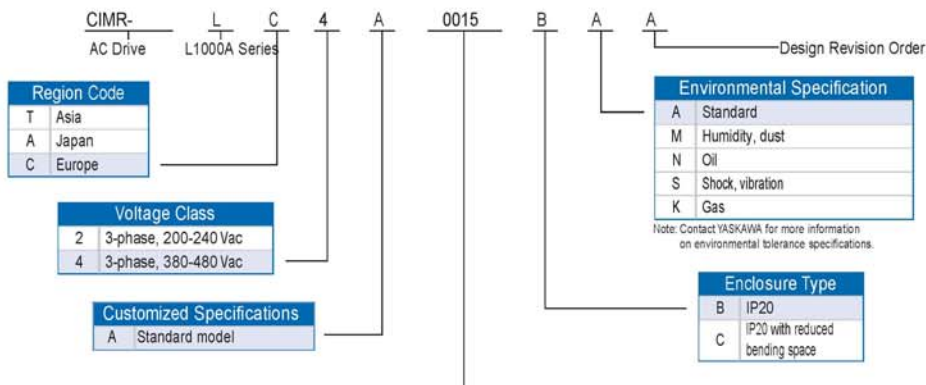 CIMR- L C 4 A 0015 B A A
AC Drive L1000A Series
Design Revision Order
Region Code
T Asia
A Japan
C Europe
Environmental Specification
A Standard
M Humidity, dust
N Oil
S Shock, vibration
K Gas
Note: Contact YASKAWA for more information
on environmental tolerance specifications.
Voltage Class
2 3-phase, 200-240 Vac
4 3-phase, 380-480 Vac
Customized Specifications
A Standard model
Enclosure Type
B IP20
C IP20 with reduced
bending space